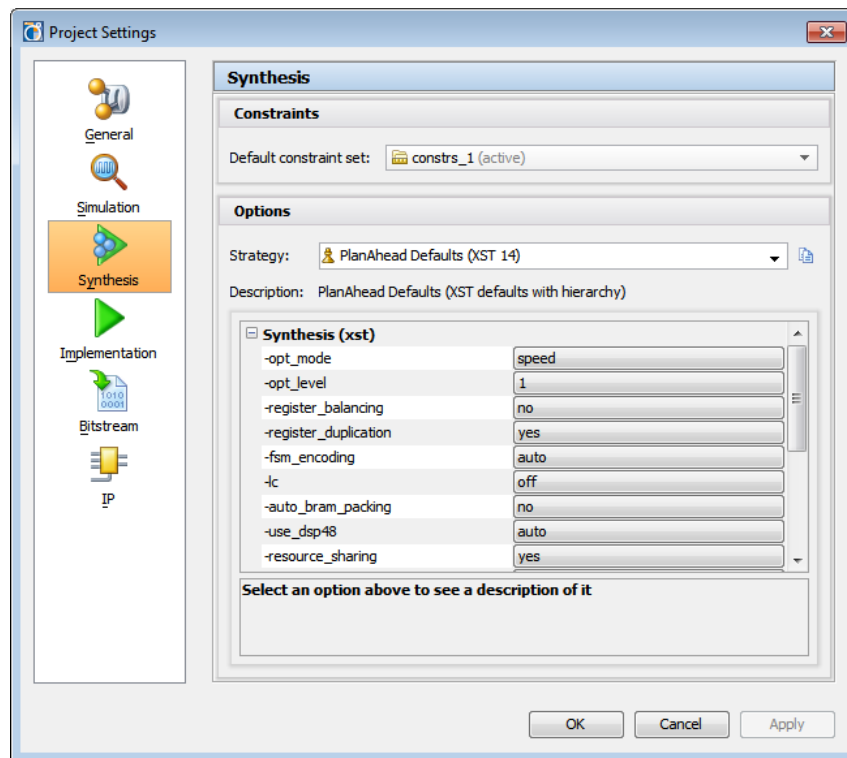 Project Settings
General
Simulation
Synthesis
Implementation
1010
0001
Bitstream
IP
Synthesis
Constraints
Default constraint set: constrs_1 (active)
Options
Strategy: PlanAhead Defaults (XST 14)
Description: PlanAhead Defaults (XST defaults with hierarchy)
Synthesis (xst)
-opt_mode speed
-opt_level 1
-register_balancing no
-register_duplication yes
-fsm_encoding auto
-lc off
-auto_bram_packing no
-use_dsp48 auto
-resource_sharing yes
Select an option above to see a description of it
OK Cancel Apply